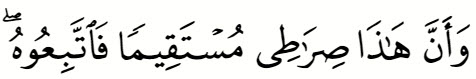 وَأَنَّ هَٰذَا صِرَٰطِى مُسْتَقِيمًا فَٱتَّبِعُوهُ ۖ